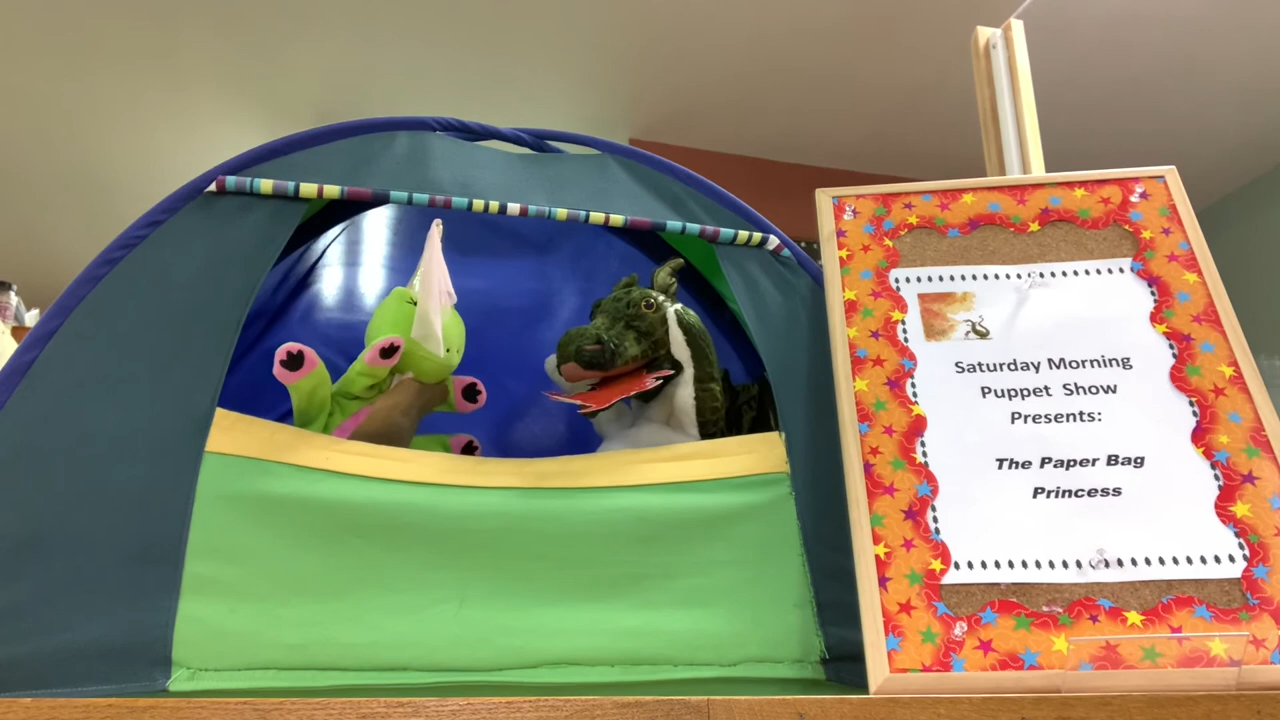 Saturday Morning
Puppet Show
Presents:
The Paper Bag
Princess